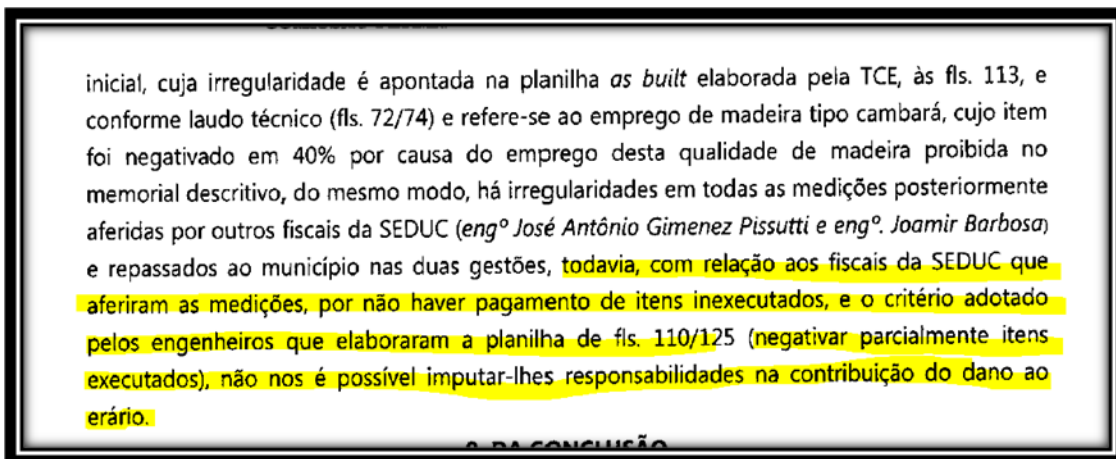 inicial, cuja irregularidade é apontada na planilha as built elaborada pela TCE, às fls. 113, e
conforme laudo técnico (fls. 72/74) e refere-se ao emprego de madeira tipo cambará, cujo item
foi negativado em 40% por causa do emprego desta qualidade de madeira proibida no
memorial descritivo, do mesmo modo, há irregularidades em todas as medições posteriormente
aferidas por outros fiscais da SEDUC (engº José Antônio Gimenez Pissutti e engº. Joamir Barbosa)
e repassados ao município nas duas gestões, todavia, com relação aos fiscais da SEDUC que
aferiram as medições, por não haver pagamento de itens inexecutados, e o critério adotado
pelos engenheiros que elaboraram a planilha de fls. 110/125 (negativar parcialmente itens
executados), não nos é possível imputar-lhes responsabilidades na contribuição do dano ao
erário.
DA CONCLUSÃO